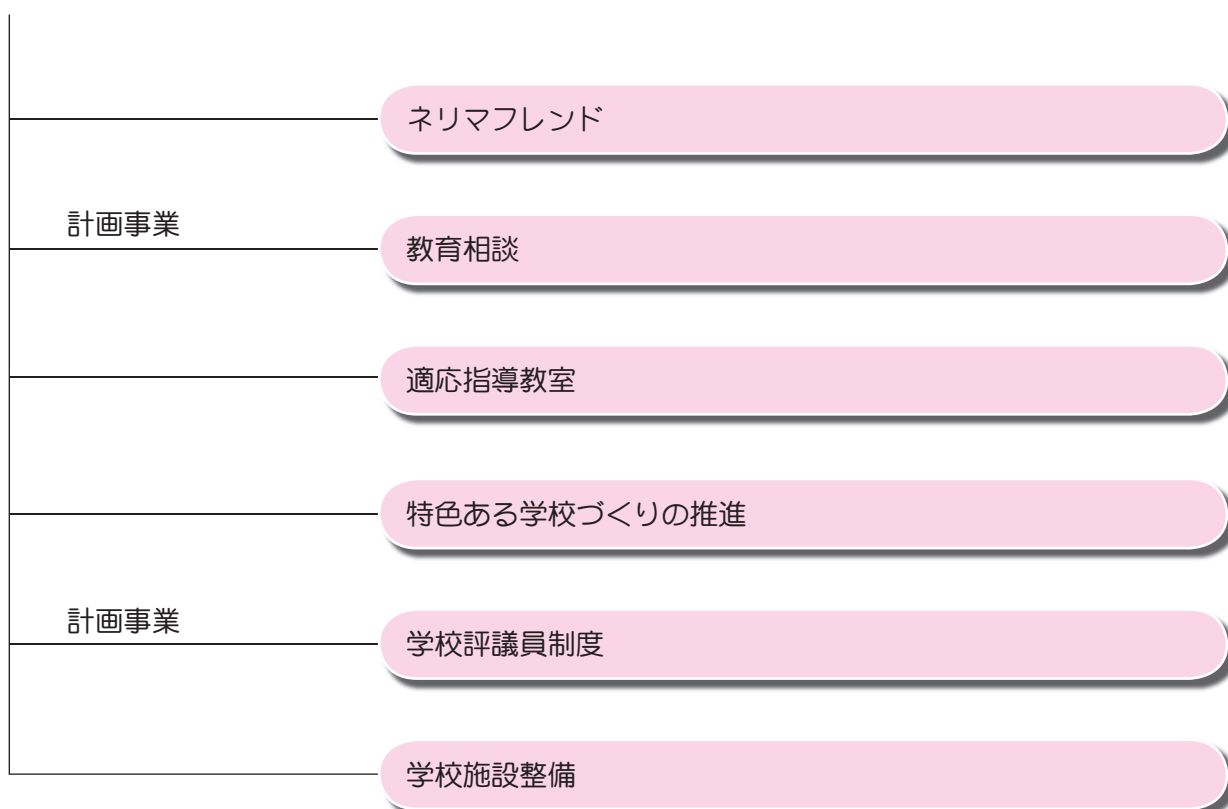 ネリマフレンド
計画事業
教育相談
適応指導教室
特色ある学校づくりの推進
計画事業
学校評議員制度
学校施設整備